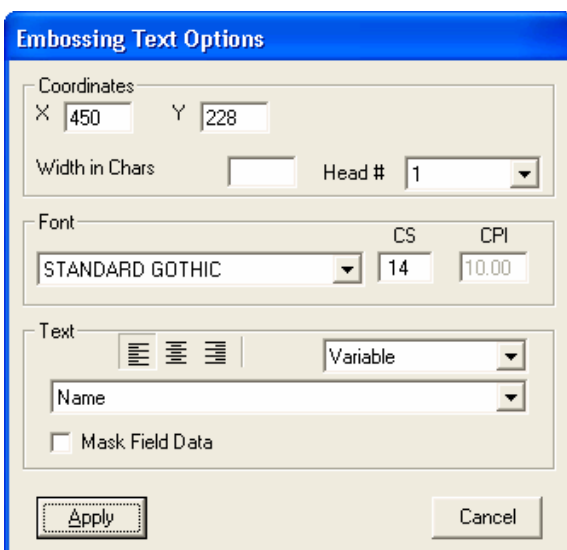 Embossing Text Options
Coordinates
X 450 Y 228
Width in Chars Head # 1
Font
CS CPI
STANDARD GOTHIC 14 10.00
Text
Variable
Name
Mask Field Data
Apply Cancel